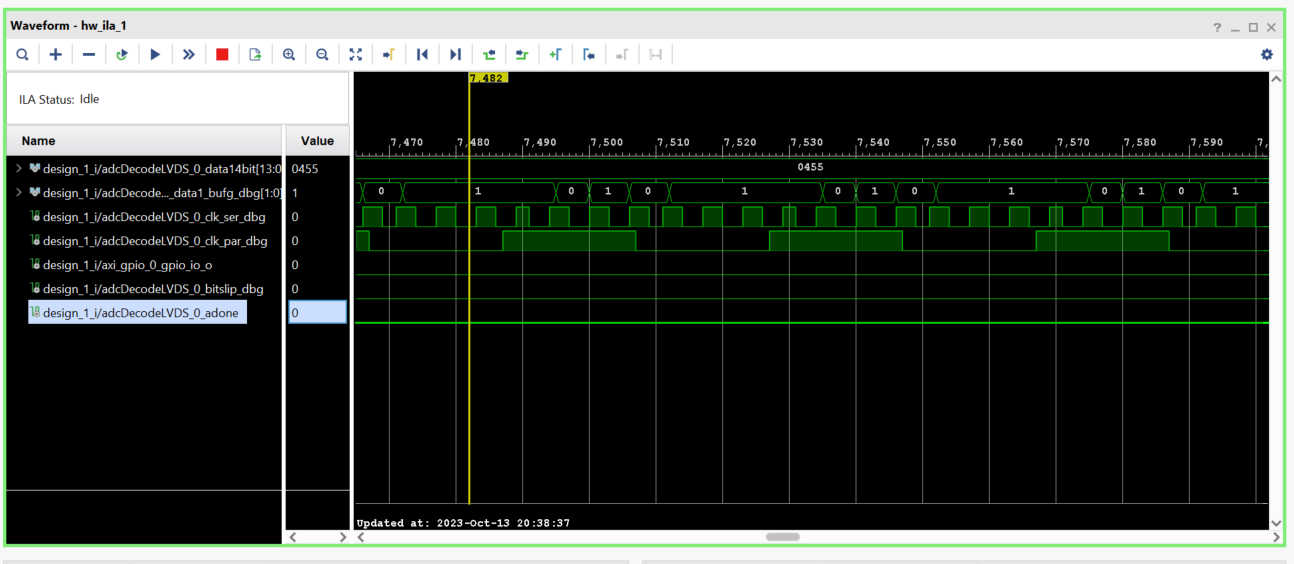 Waveform - hw_ila_1
ILA Status: Idle
7,482
Name Value
7,470 7,480 7,490 7,500 7,510 7,520 7,530 7,540 7,550 7,560 7,570 7,580 7,590 7,
design_1_i/adcDecodeLVDS_0_data14bit[13:0 0455 0455
design_1_i/adcDecode..._data1_bufg_dbg[1:0] 1 0 1 0 1 0 1 0 1 0 1 0 1 0 1
design_1_i/adcDecodeLVDS_0_clk_ser_dbg 0
design_1_i/adcDecodeLVDS_0_clk_par_dbg 0
design_1_i/axi_gpio_0_gpio_io_o 0
design_1_i/adcDecodeLVDS_0_bitslip_dbg 0
design_1_i/adcDecodeLVDS_0_adone 0
Updated at: 2023-Oct-13 20:38:37